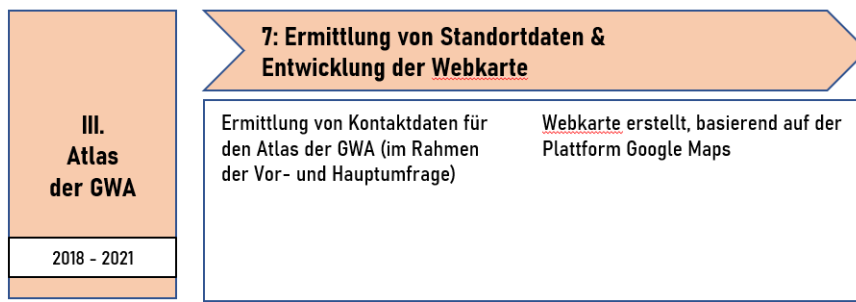 III.
Atlas
der GWA
2018 - 2021
7: Ermittlung von Standortdaten &
Entwicklung der Webkarte
Ermittlung von Kontaktdaten für
den Atlas der GWA (im Rahmen
der Vor- und Hauptumfrage)
Webkarte erstellt, basierend auf der
Plattform Google Maps